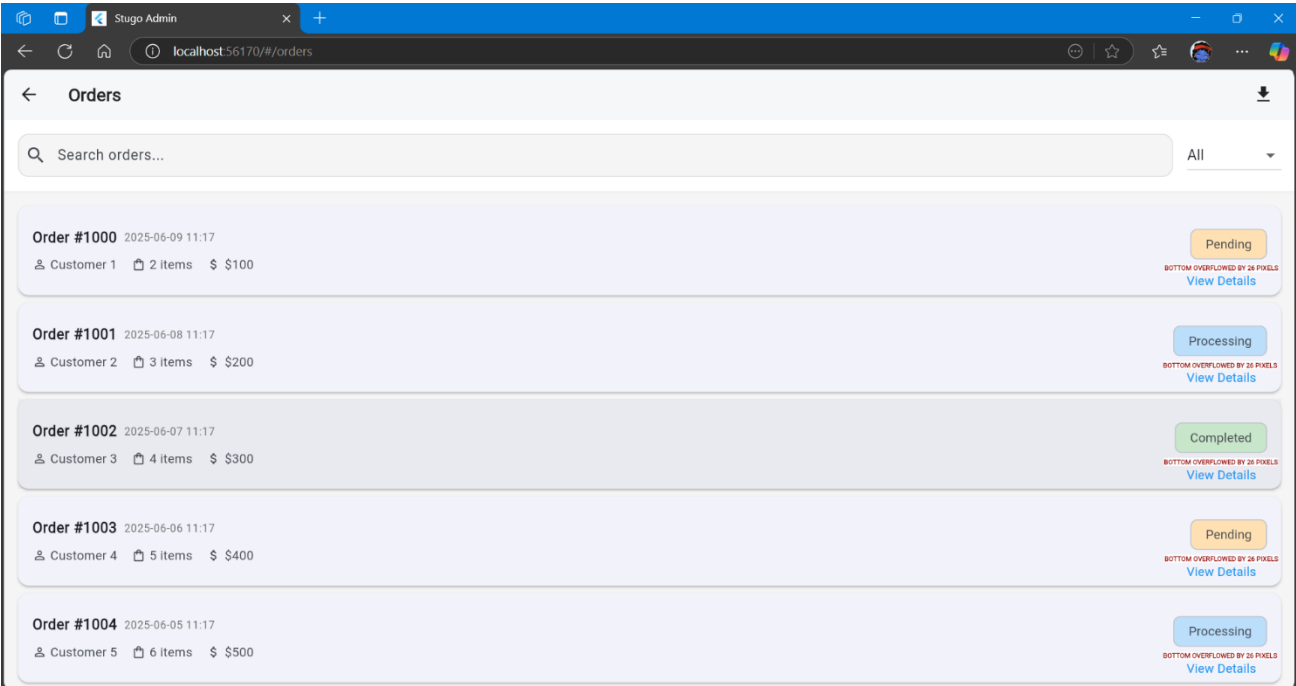 Stugo Admin
localhost:56170/#/orders
Orders
Search orders...
All
Order #1000 2025-06-09 11:17
Pending
Customer 1 2 items $ $100
BOTTOM OVERFLOWED BY 26 PIXELS
View Details
Order #1001 2025-06-08 11:17
Processing
Customer 2 3 items $ $200
BOTTOM OVERFLOWED BY 26 PIXELS
View Details
Order #1002 2025-06-07 11:17
Completed
Customer 3 4 items $ $300
BOTTOM OVERFLOWED BY 26 PIXELS
View Details
Order #1003 2025-06-06 11:17
Pending
Customer 4 5 items $ $400
BOTTOM OVERFLOWED BY 26 PIXELS
View Details
Order #1004 2025-06-05 11:17
Processing
Customer 5 6 items $ $500
BOTTOM OVERFLOWED BY 26 PIXELS
View Details